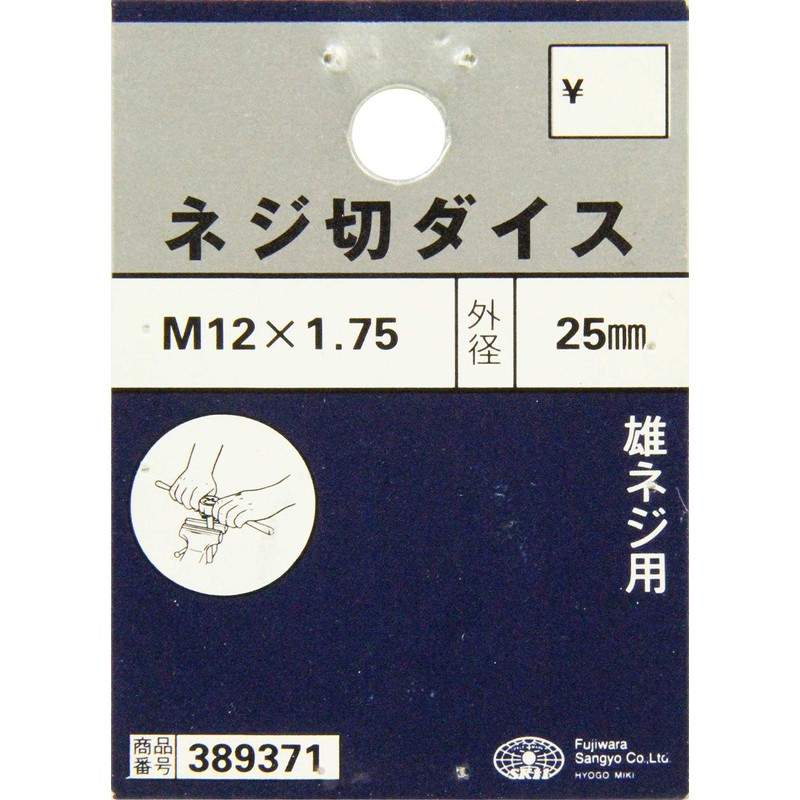 ¥
ネジ切ダイス
M12×1.75
外径
25㎜
雄ネジ用
商品番号
389371
SK11
Fujiwara
Sangyo Co.,Ltd.
HYOGO MIKI